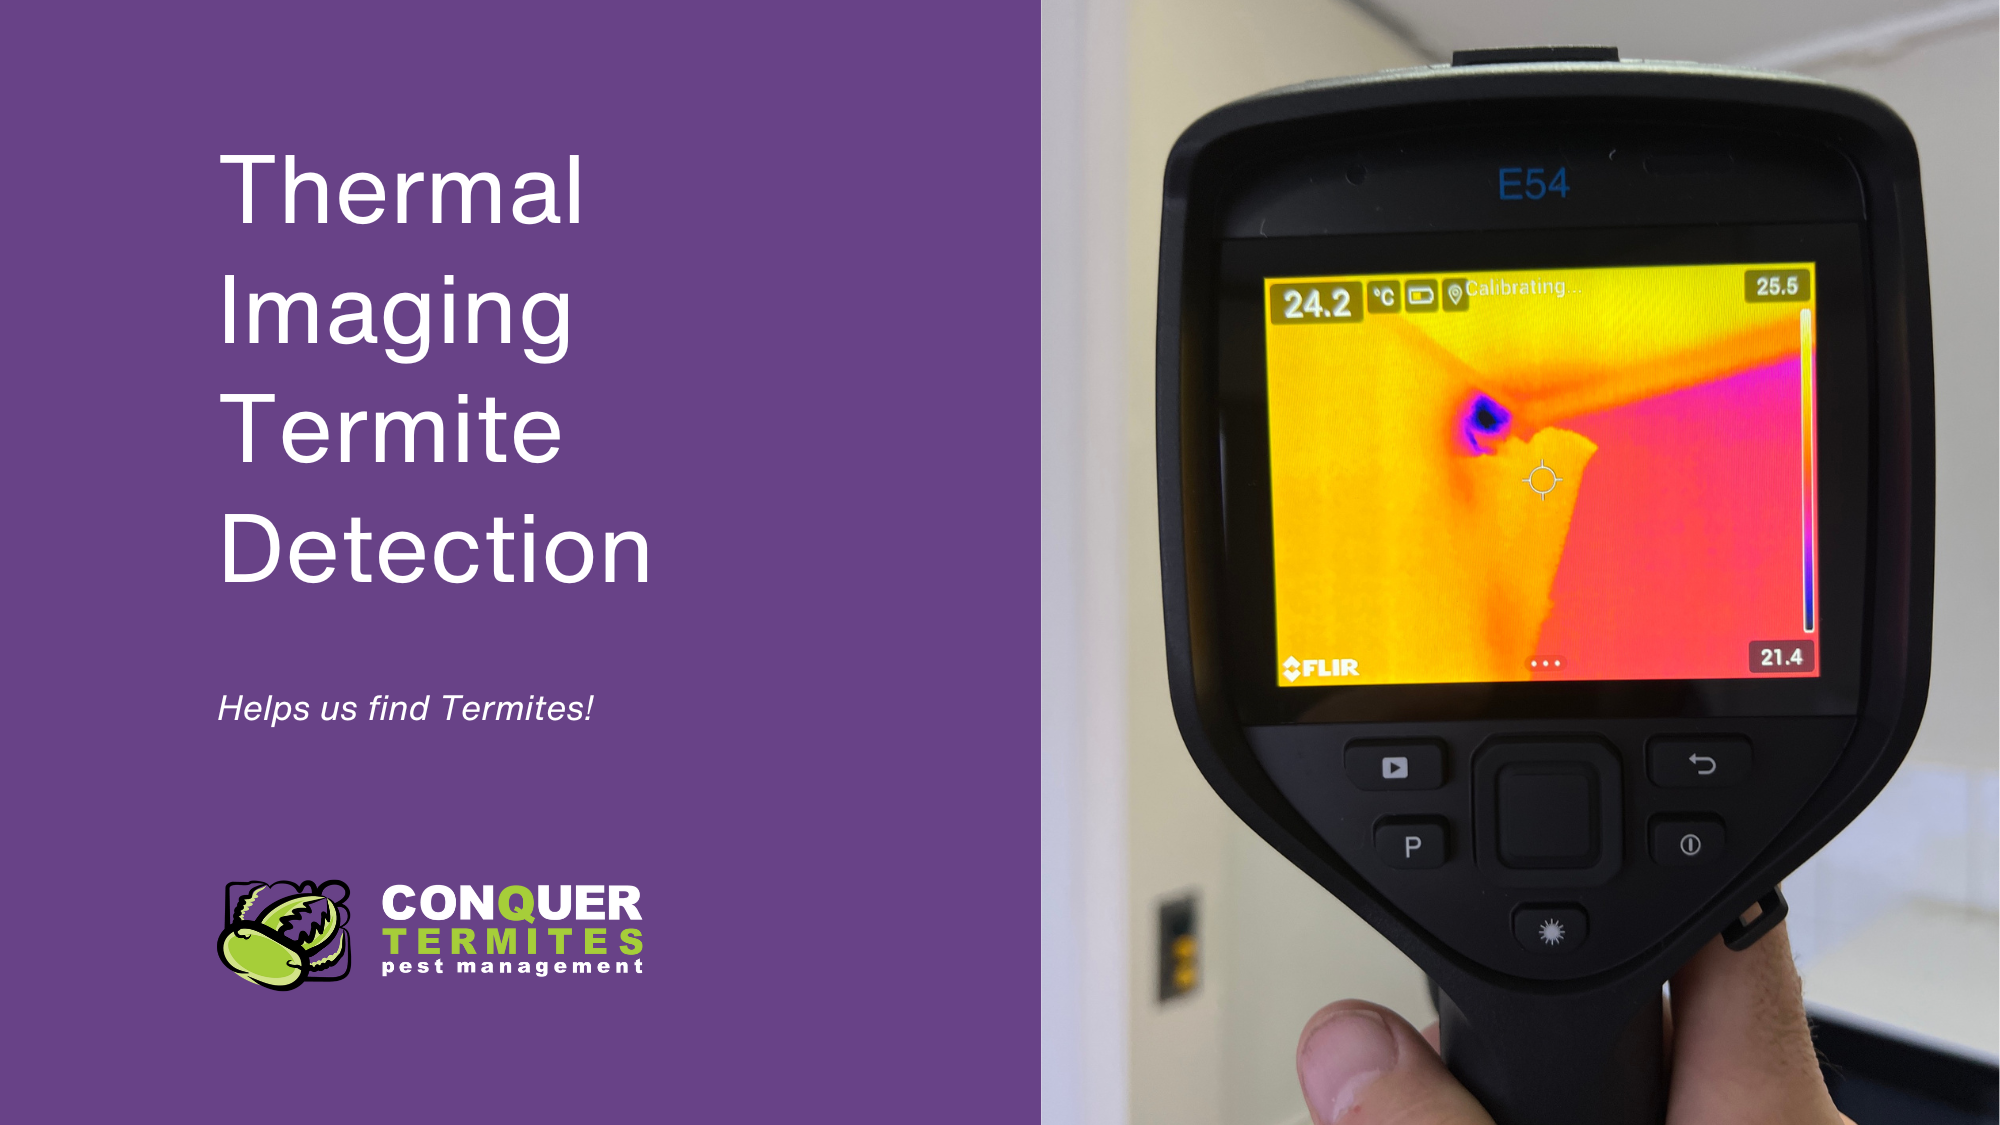 Thermal
Imaging
Termite
Detection
Helps us find Termites!
CONQUER
TERMITES
pest management
E54
24.2 °C Calibrating... 25.5
FLIR 21.4
P